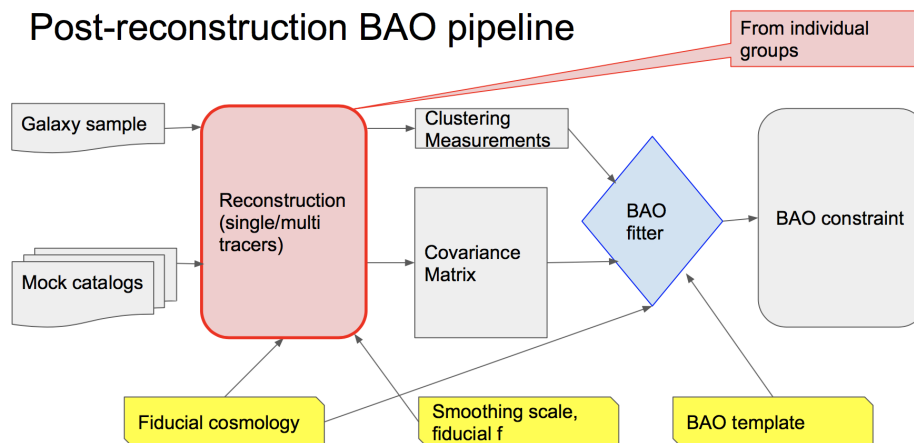 Post-reconstruction BAO pipeline
From individual
groups
Galaxy sample
Clustering
Measurements
Reconstruction
(single/multi
tracers)
BAO
fitter
BAO constraint
Covariance
Matrix
Mock catalogs
Fiducial cosmology
Smoothing scale,
fiducial f
BAO template